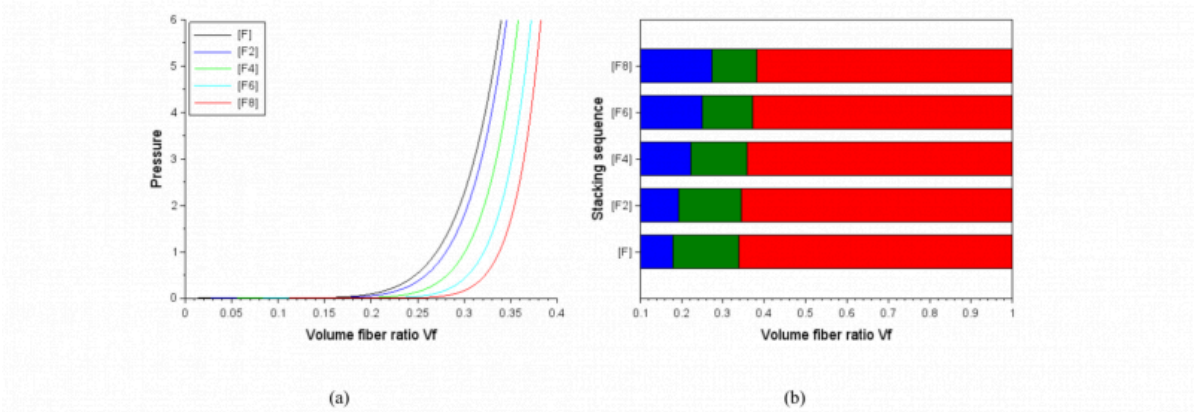 6
5
4
3
2
1
0
Pressure
[F]
[F2]
[F4]
[F6]
[F8]
0 0.05 0.1 0.15 0.2 0.25 0.3 0.35 0.4
Volume fiber ratio Vf
(a)
Stacking sequence
[F8]
[F6]
[F4]
[F2]
[F]
0.1 0.2 0.3 0.4 0.5 0.6 0.7 0.8 0.9 1
Volume fiber ratio Vf
(b)